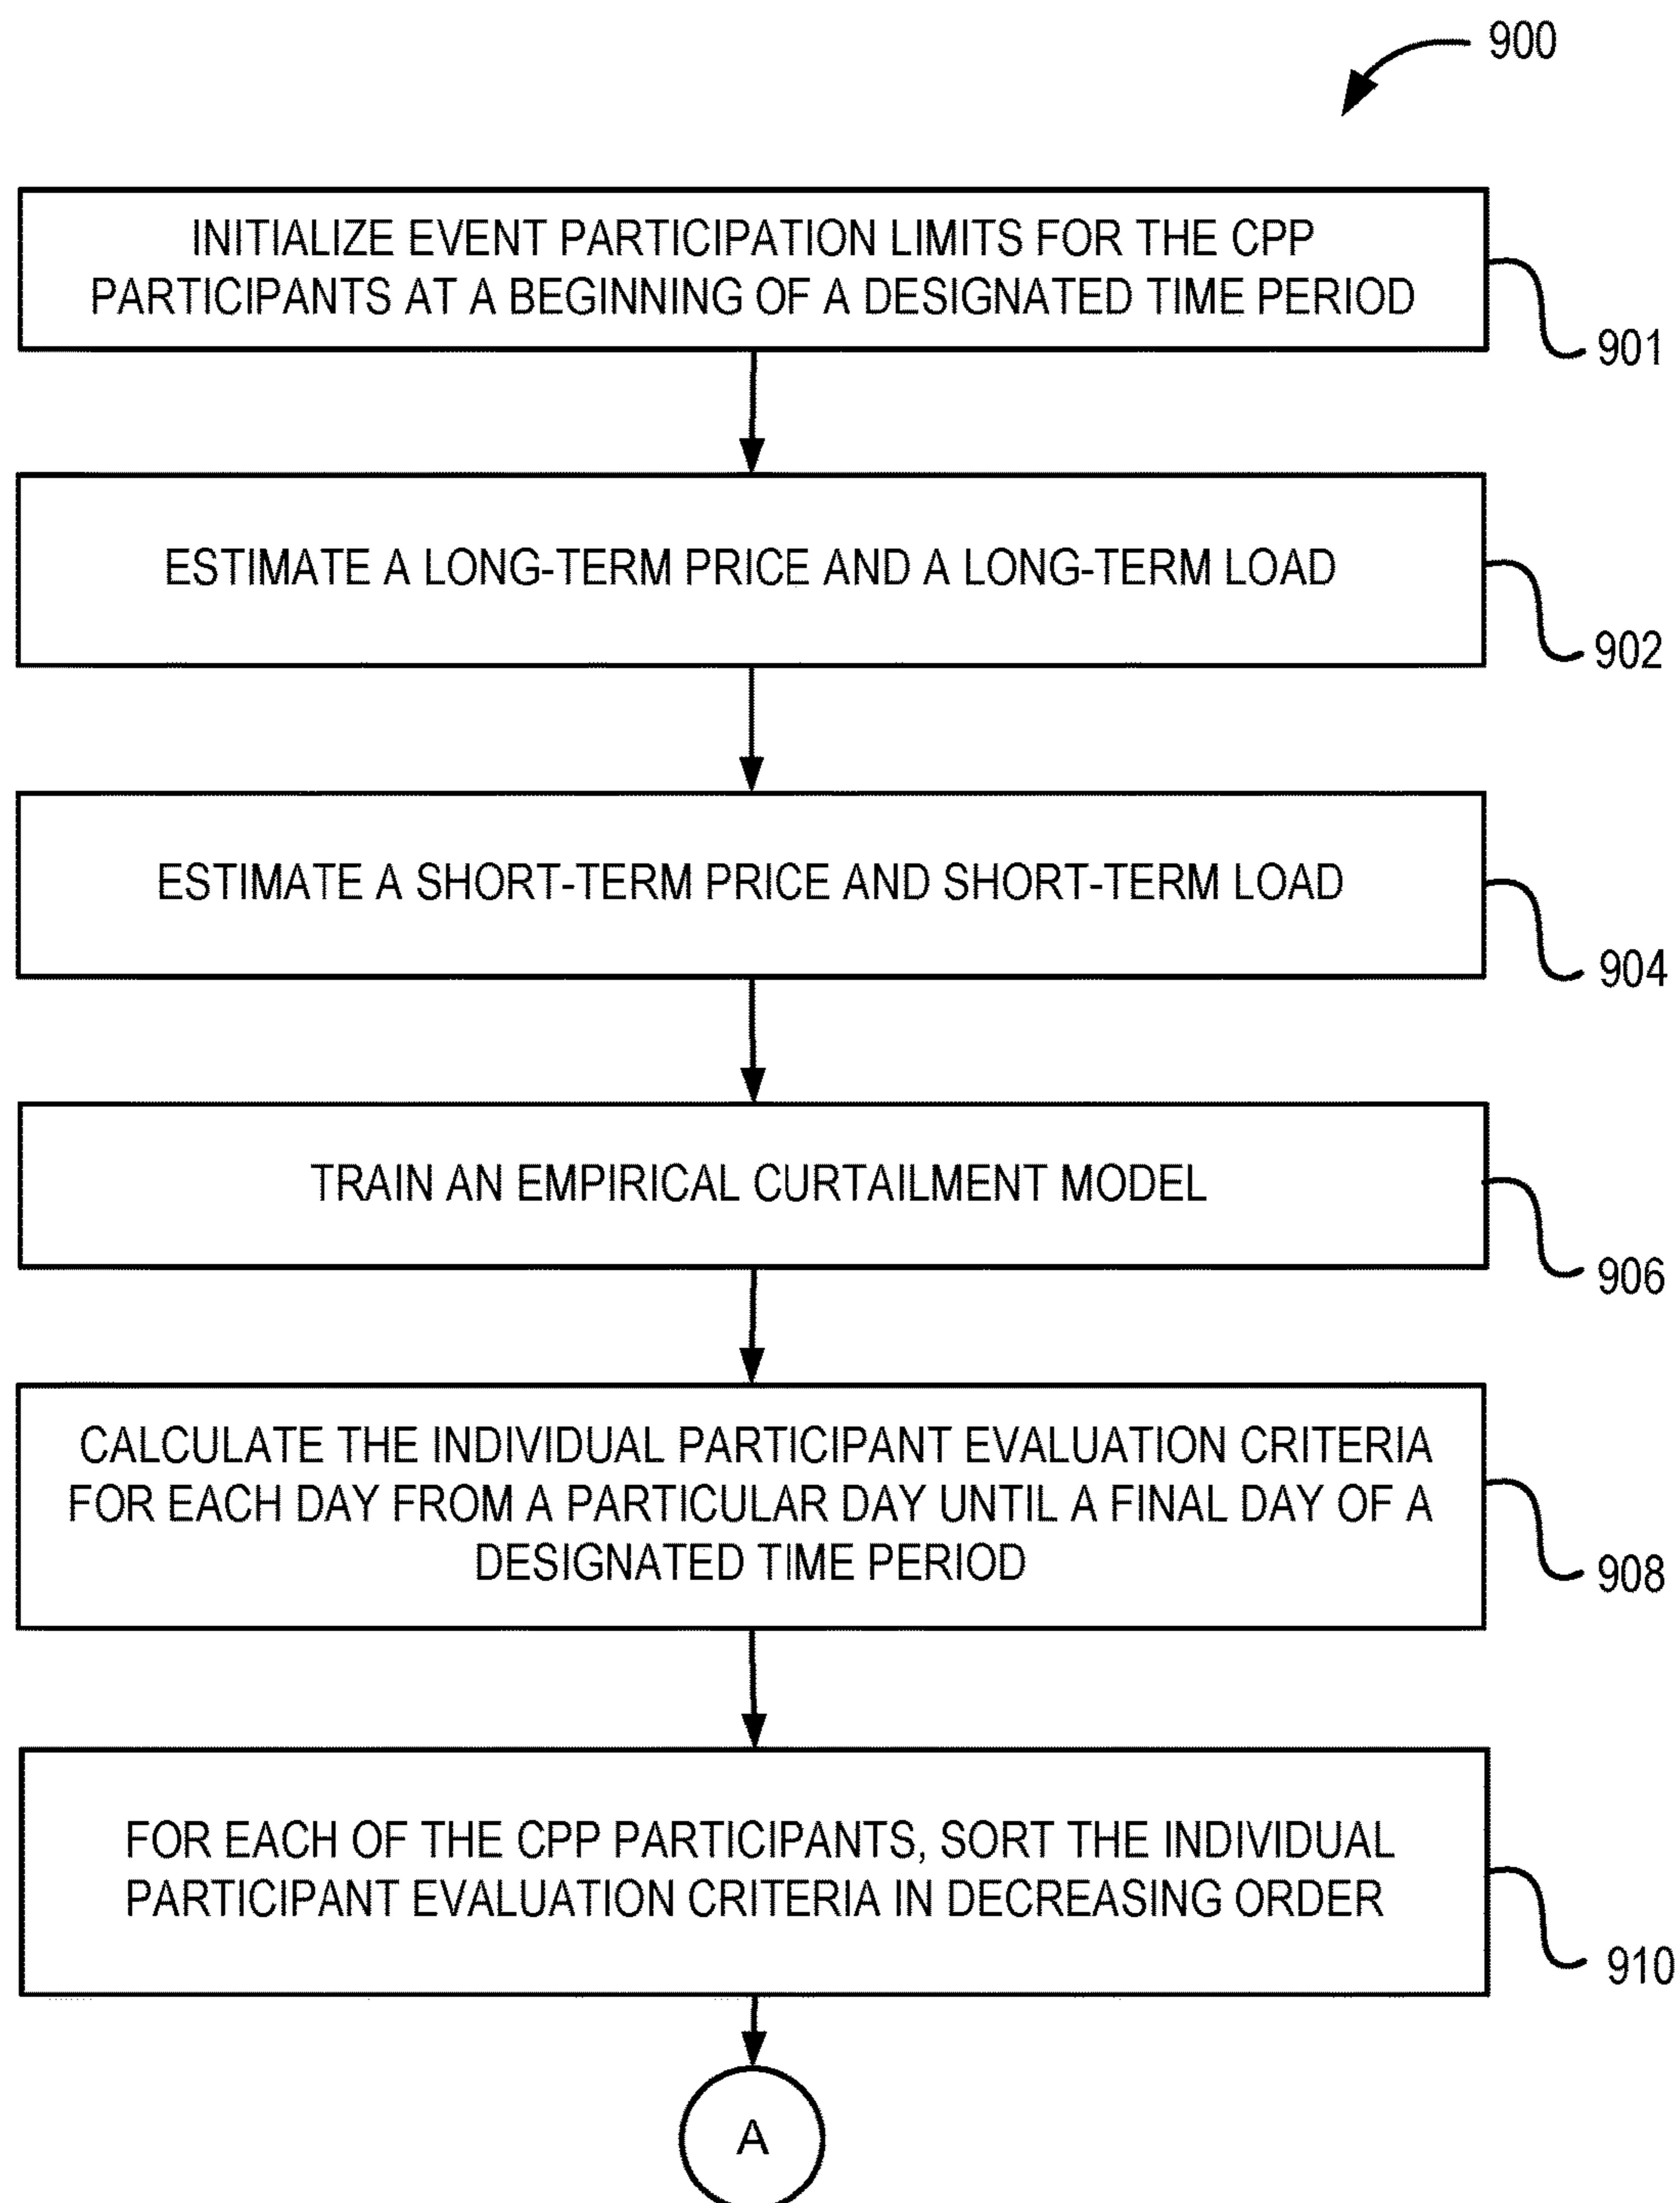 900
INITIALIZE EVENT PARTICIPATION LIMITS FOR THE CPP
PARTICIPANTS AT A BEGINNING OF A DESIGNATED TIME PERIOD
901
ESTIMATE A LONG-TERM PRICE AND A LONG-TERM LOAD
902
ESTIMATE A SHORT-TERM PRICE AND SHORT-TERM LOAD
904
TRAIN AN EMPIRICAL CURTAILMENT MODEL
906
CALCULATE THE INDIVIDUAL PARTICIPANT EVALUATION CRITERIA
FOR EACH DAY FROM A PARTICULAR DAY UNTIL A FINAL DAY OF A
DESIGNATED TIME PERIOD
908
FOR EACH OF THE CPP PARTICIPANTS, SORT THE INDIVIDUAL
PARTICIPANT EVALUATION CRITERIA IN DECREASING ORDER
910
A